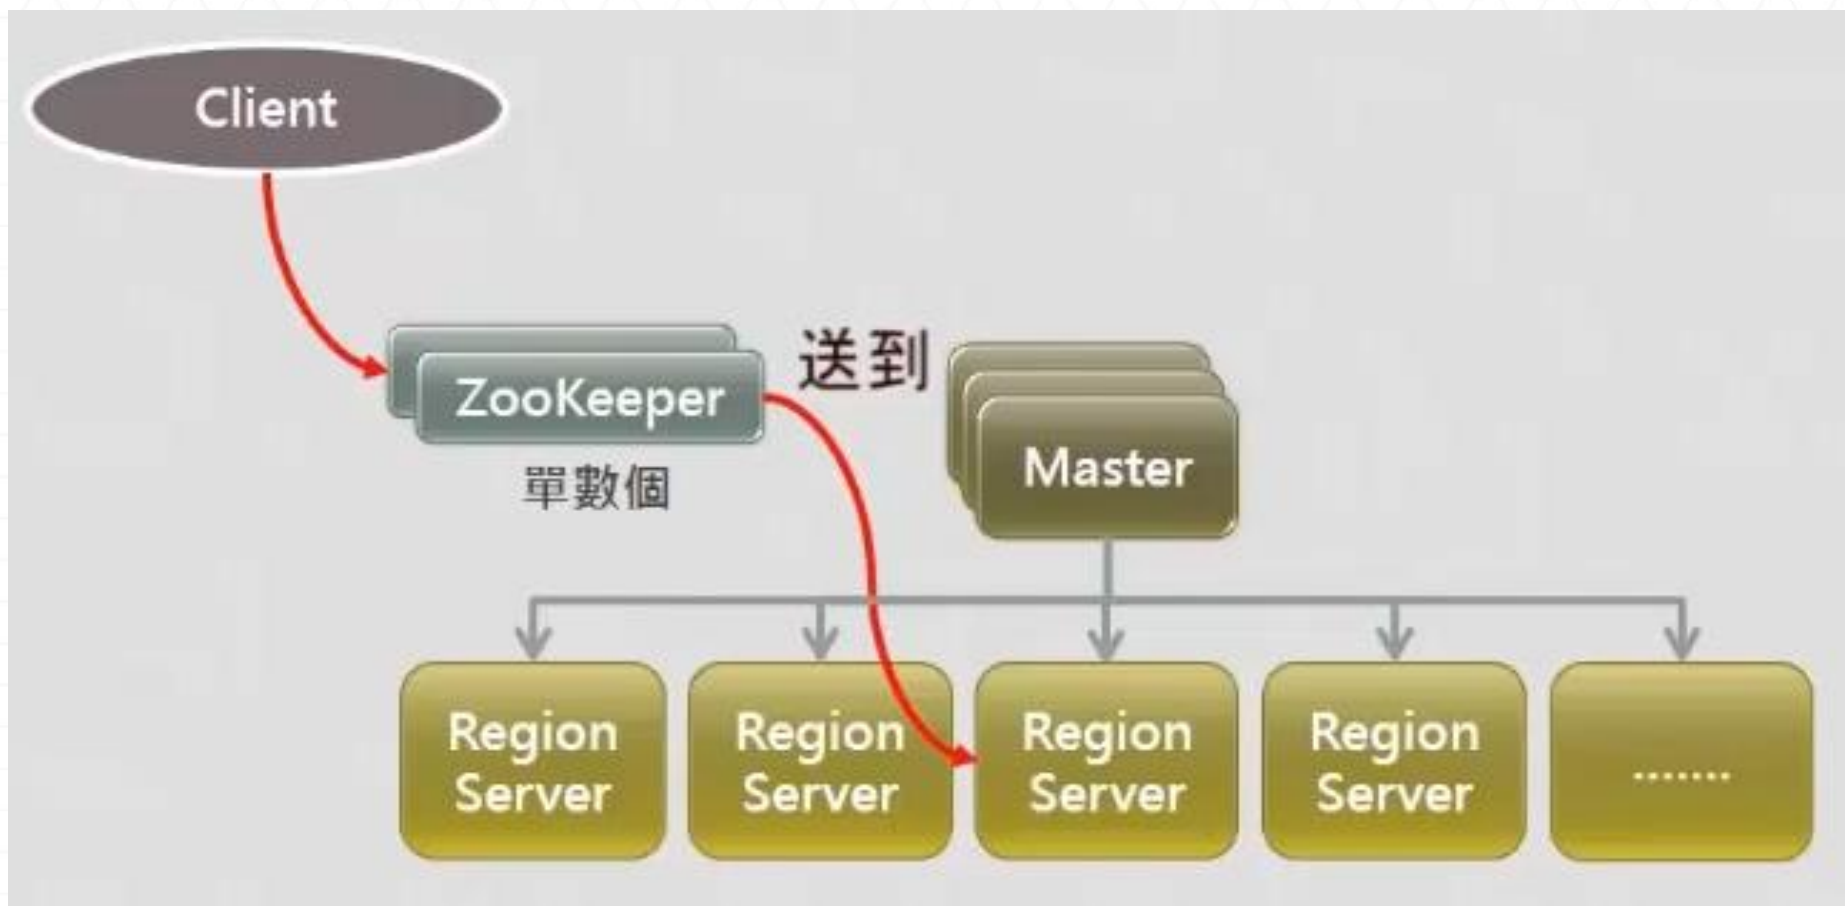 Client
ZooKeeper
送到
單數個
Master
Region
Server
Region
Server
Region
Server
Region
Server
.......